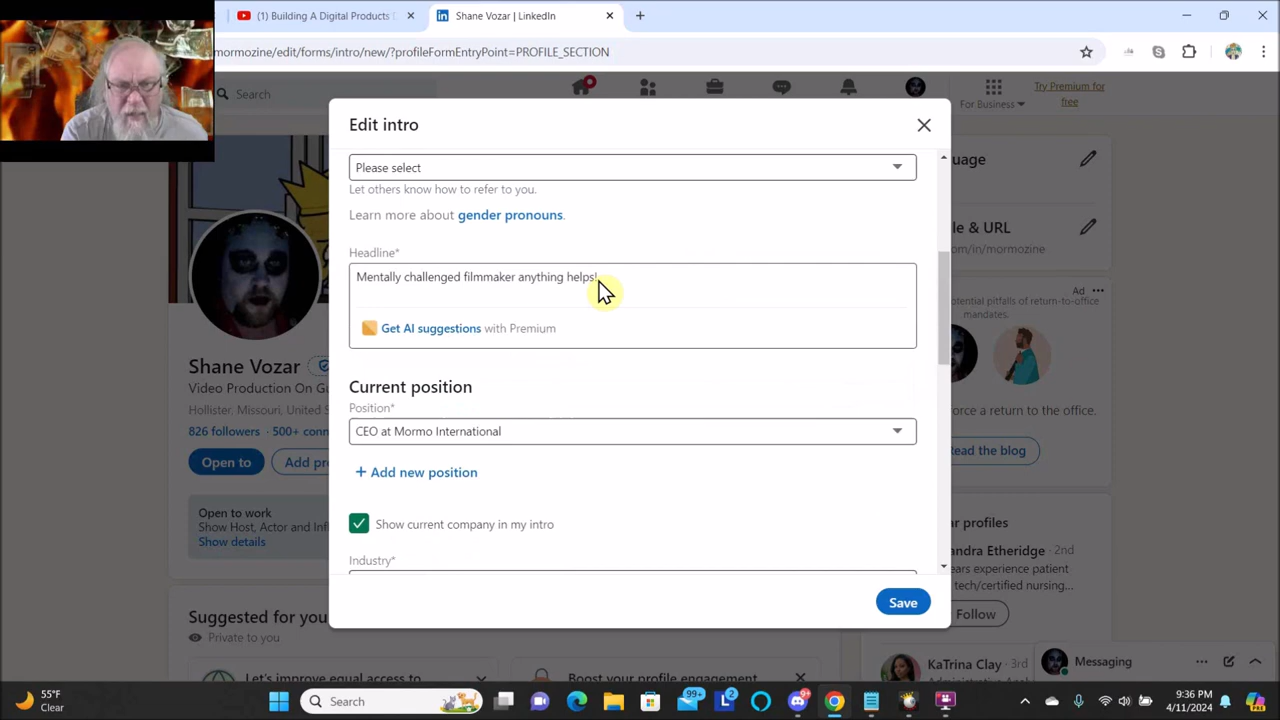 (1) Building A Digital Products
Shane Vozar | LinkedIn
mormozine/edit/forms/intro/new/?profileFormEntryPoint=PROFILE_SECTION
Search
For Business
Try Premium for
free
Edit intro
Please select
Let others know how to refer to you.
Learn more about gender pronouns.
Headline*
Mentally challenged filmmaker anything helps!
Get AI suggestions with Premium
Current position
Position*
CEO at Mormo International
+ Add new position
Show current company in my intro
Industry*
Save
Shane Vozar
Video Production On Gu
Hollister, Missouri, United S
826 followers 500+ conn
Open to
Add pro
Open to work
Show Host, Actor and Inf
Show details
Suggested for you
Private to you
Let's improve equal access to
Boost your profile engagement
uage
le & URL
om/in/mormozine
Ad
otential pitfalls of return-to-office
mandates.
orce a return to the office.
Read the blog
ar profiles
ndra Etheridge 2nd
ears experience patient
tech/certified nursing...
Follow
KaTrina Clay 3rd
Messaging
55°F
Clear
Search
99+
2
9:36 PM
4/11/2024